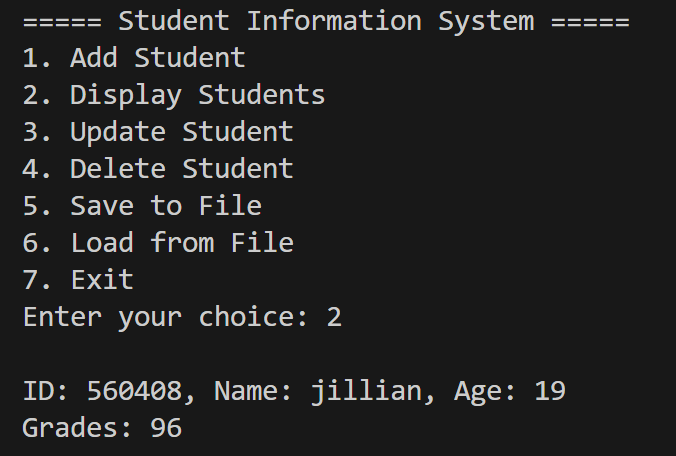 ===== Student Information System =====
1. Add Student
2. Display Students
3. Update Student
4. Delete Student
5. Save to File
6. Load from File
7. Exit
Enter your choice: 2
ID: 560408, Name: jillian, Age: 19
Grades: 96